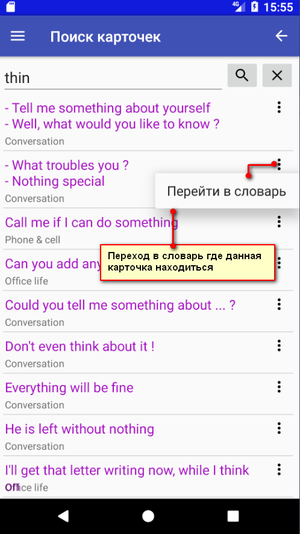 4G 15:55
Поиск карточек
thin
- Tell me something about yourself
- Well, what would you like to know ?
Conversation
- What troubles you ?
- Nothing special
Conversation
Перейти в словарь
Call me if I can do something
Phone & cell
Переход в словарь где данная
карточка находиться
Can you add any
Office life
Could you tell me something about ... ?
Conversation
Don't even think about it !
Conversation
Everything will be fine
Conversation
He is left without nothing
Conversation
I'll get that letter writing now, while I think
Office life